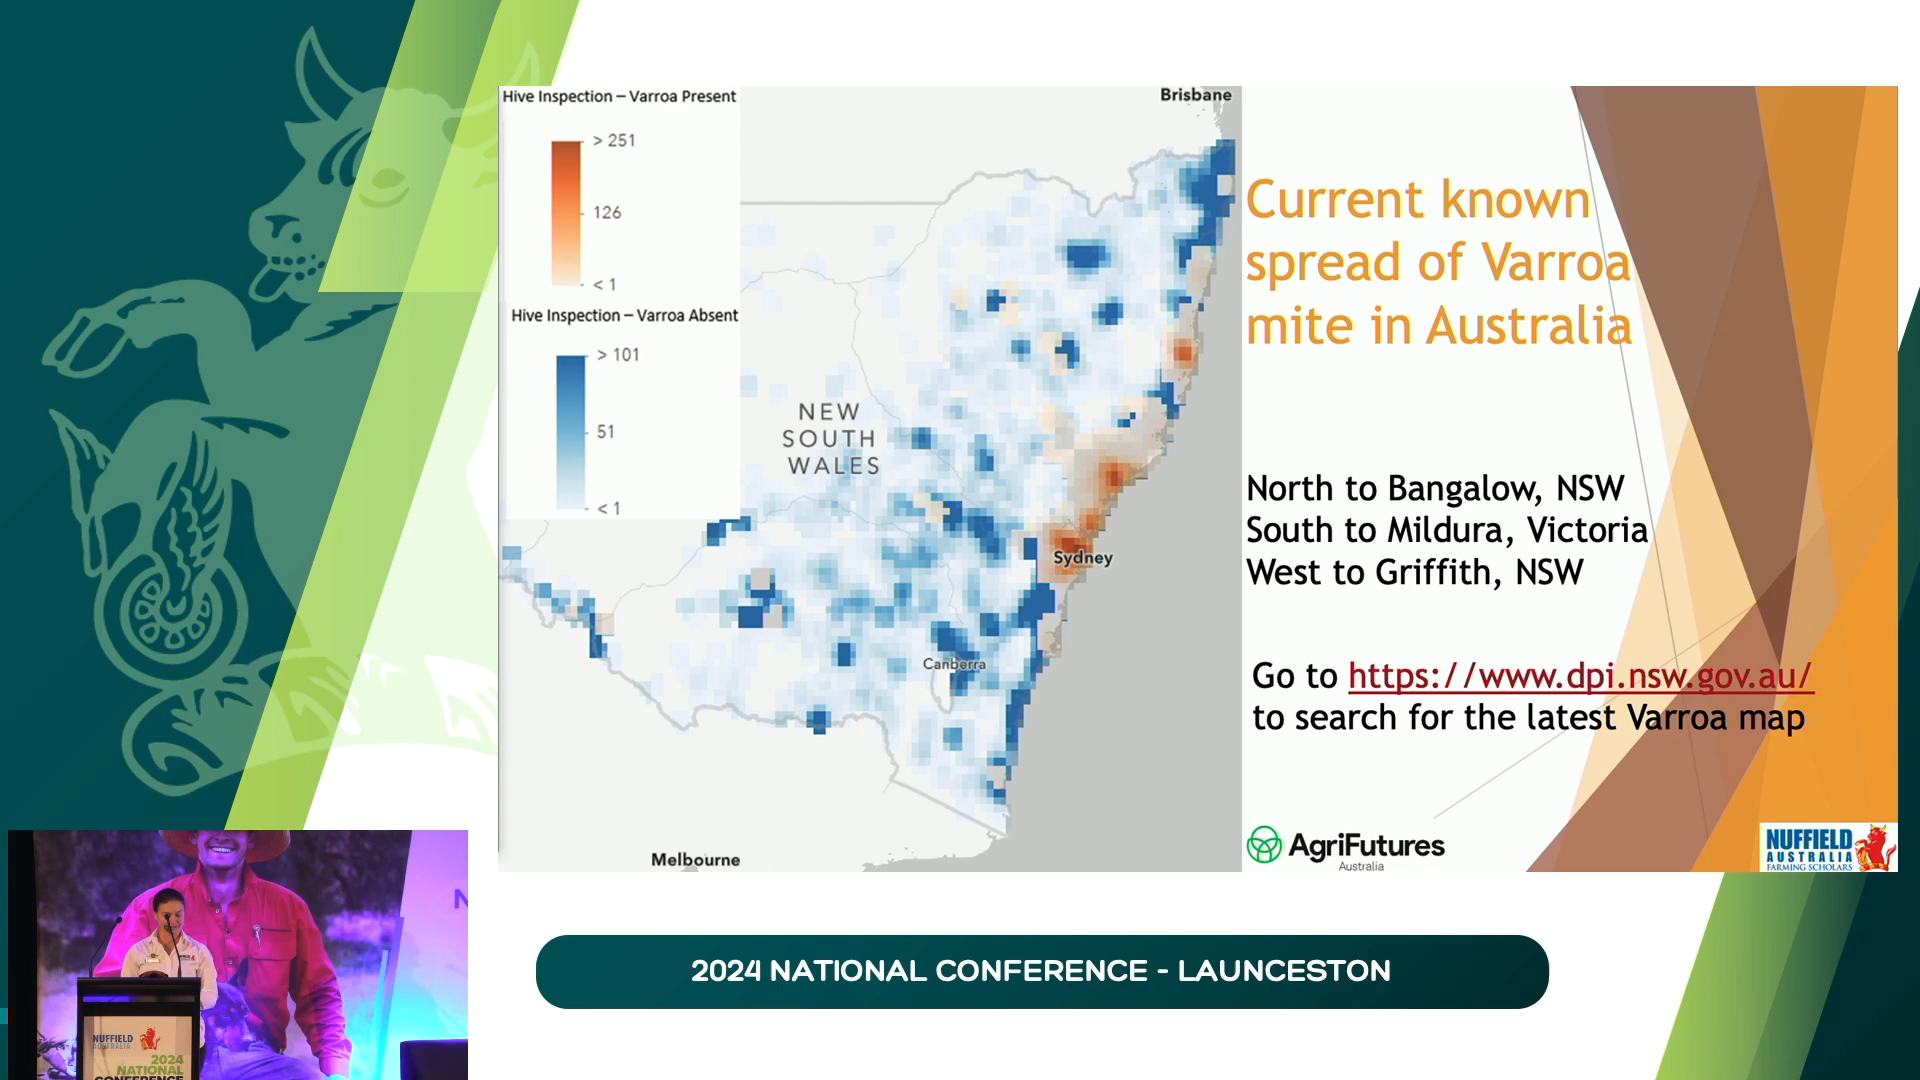 Hive Inspection – Varroa Present
> 251
126
< 1
Hive Inspection – Varroa Absent
> 101
51
< 1
Brisbane
NEW
SOUTH
WALES
Sydney
Canberra
Melbourne
Current known
spread of Varroa
mite in Australia
North to Bangalow, NSW
South to Mildura, Victoria
West to Griffith, NSW
Go to https://www.dpi.nsw.gov.au/
to search for the latest Varroa map
AgriFutures
Australia
NUFFIELD
AUSTRALIA
FARMING SCHOLARS
N
NUFFIELD
AUSTRALIA
2024
NATIONAL
CONFERENCE
2024 NATIONAL CONFERENCE - LAUNCESTON